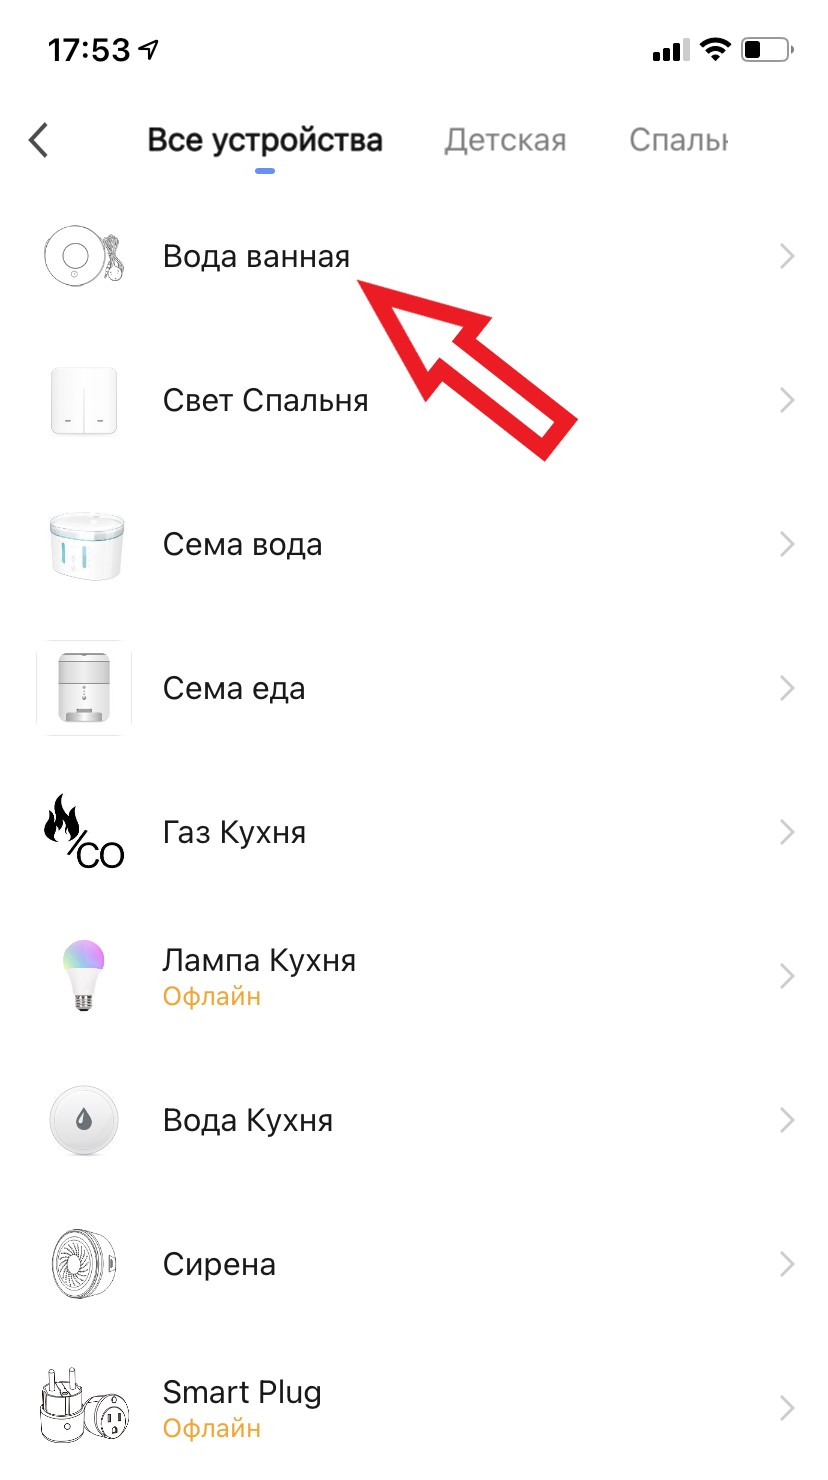 17:53
Все устройства Детская
Вода ванная
Свет Спальня
Сема вода
Сема еда
/CO
Газ Кухня
Лампа Кухня
Офлайн
Вода Кухня
Сирена
Smart Plug
Офлайн